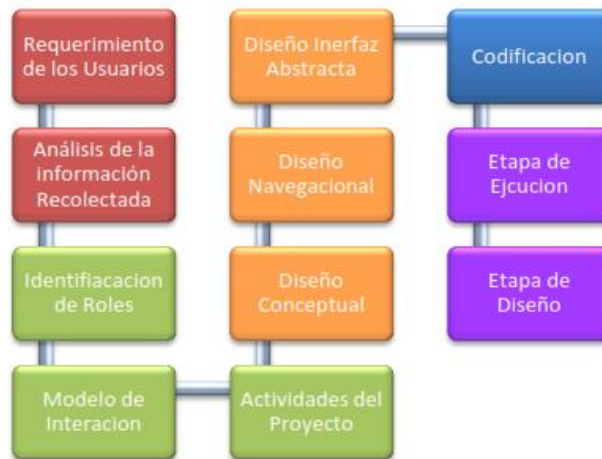 Requerimiento
de los Usuarios
Análisis de la
información
Recolectada
Identifiacacion
de Roles
Modelo de
Interacion
Actividades del
Proyecto
Diseño
Conceptual
Diseño
Navegacional
Diseño Inerfaz
Abstracta
Codificacion
Etapa de
Ejcucion
Etapa de
Diseño